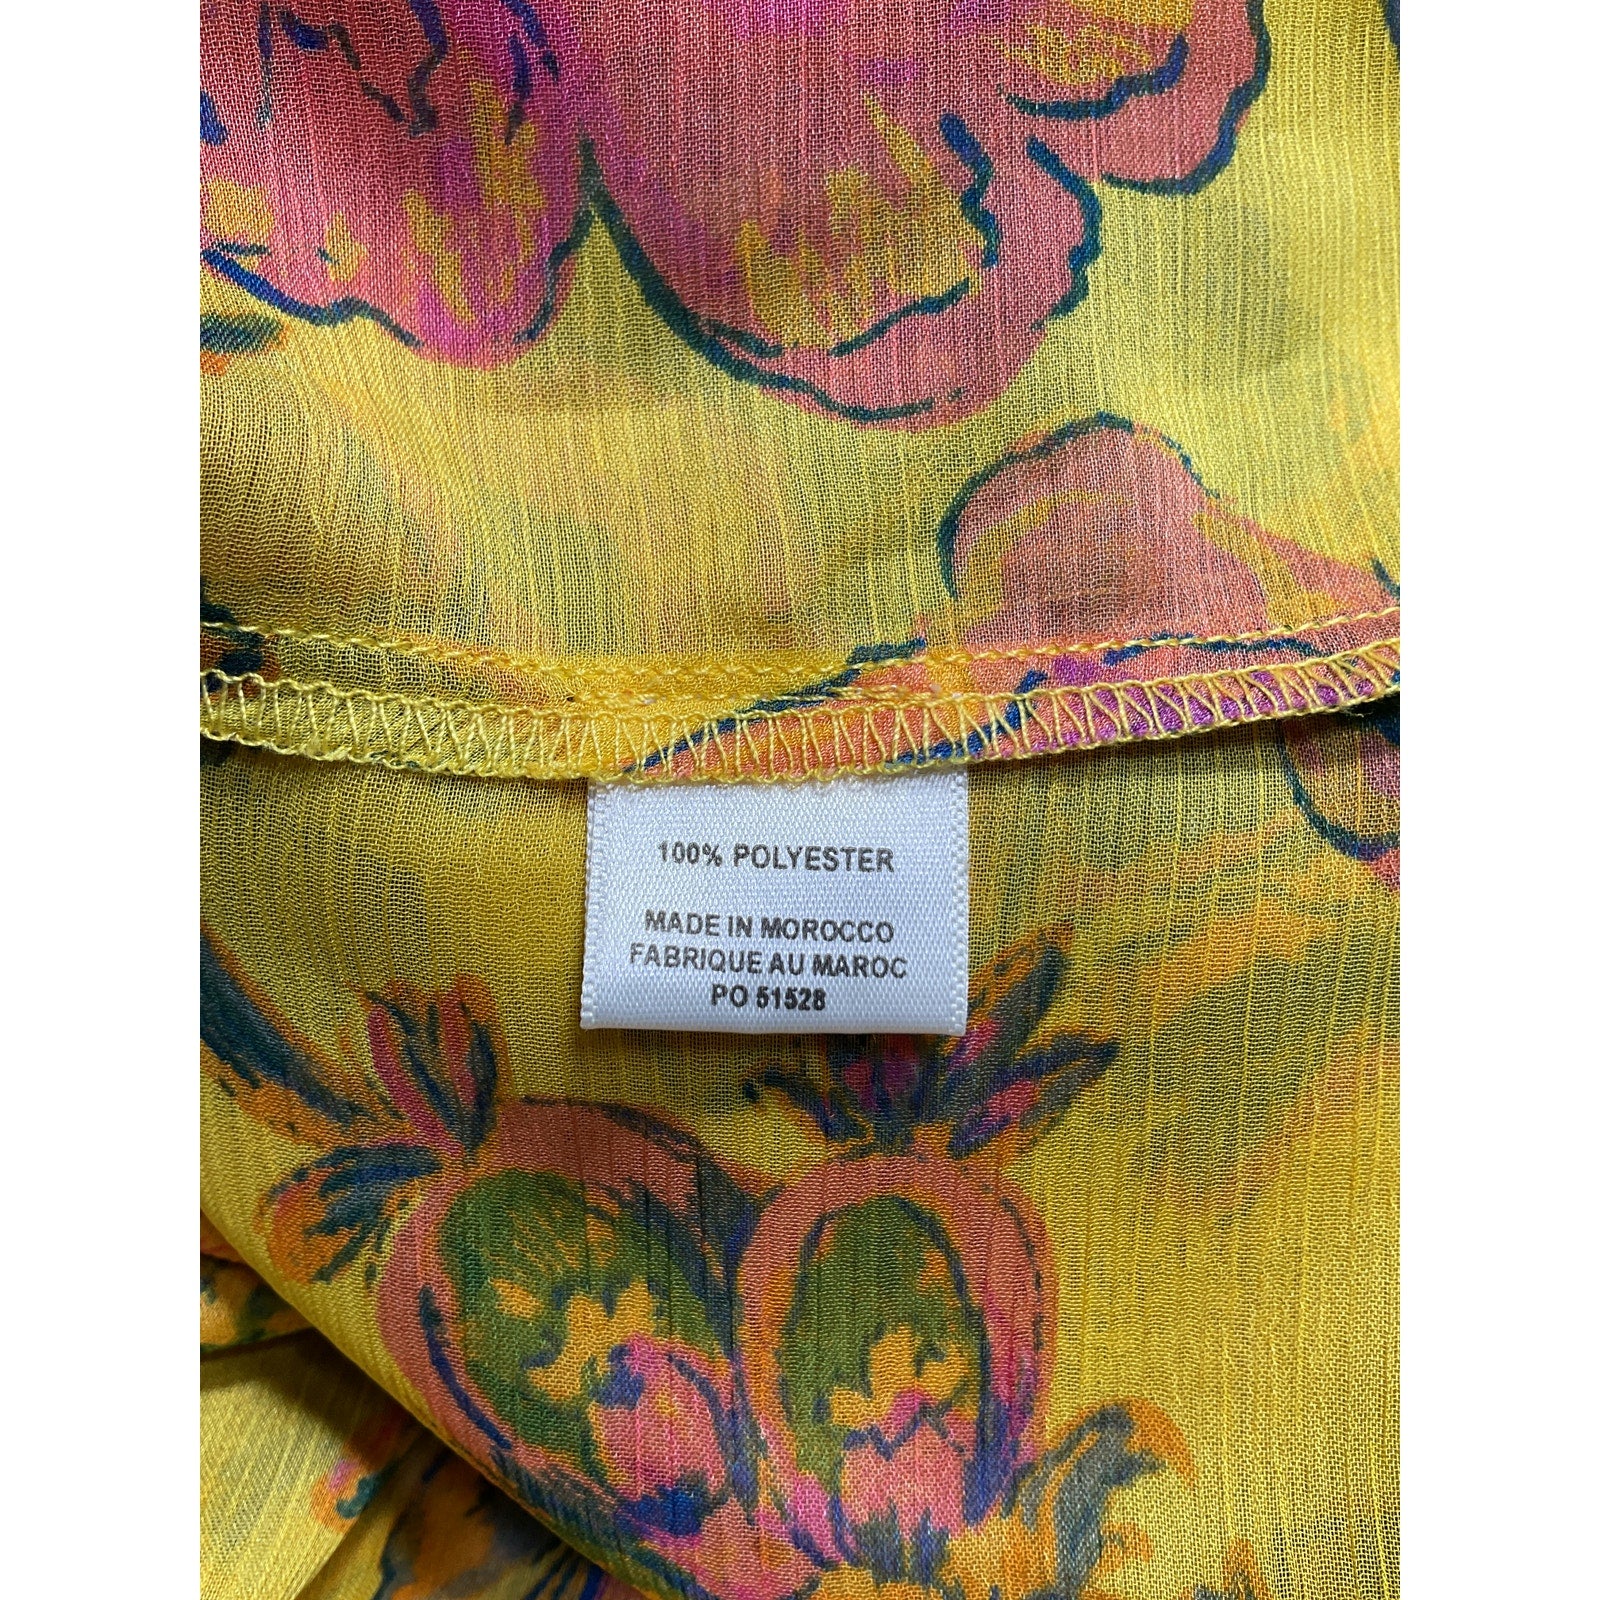 100% POLYESTER
MADE IN MOROCCO
FABRIQUE AU MAROC
PO 51528